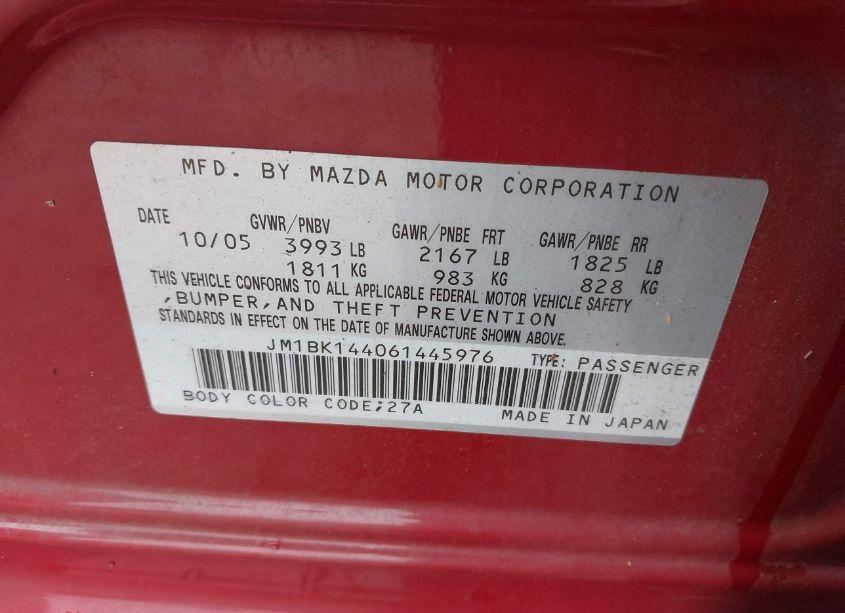 MFD. BY MAZDA MOTOR CORPORATION
DATE GVWR/PNBV GAWR/PNBE FRT GAWR/PNBE RR
10/05 3993 LB 2167 LB 1825 LB
1811 KG 983 KG 828 KG
THIS VEHICLE CONFORMS TO ALL APPLICABLE FEDERAL MOTOR VEHICLE SAFETY
,BUMPER,AND THEFT PREVENTION
STANDARDS IN EFFECT ON THE DATE OF MANUFACTURE SHOWN ABOVE.
JM1BK144061445976 TYPE: PASSENGER
BODY COLOR CODE;27A MADE IN JAPAN